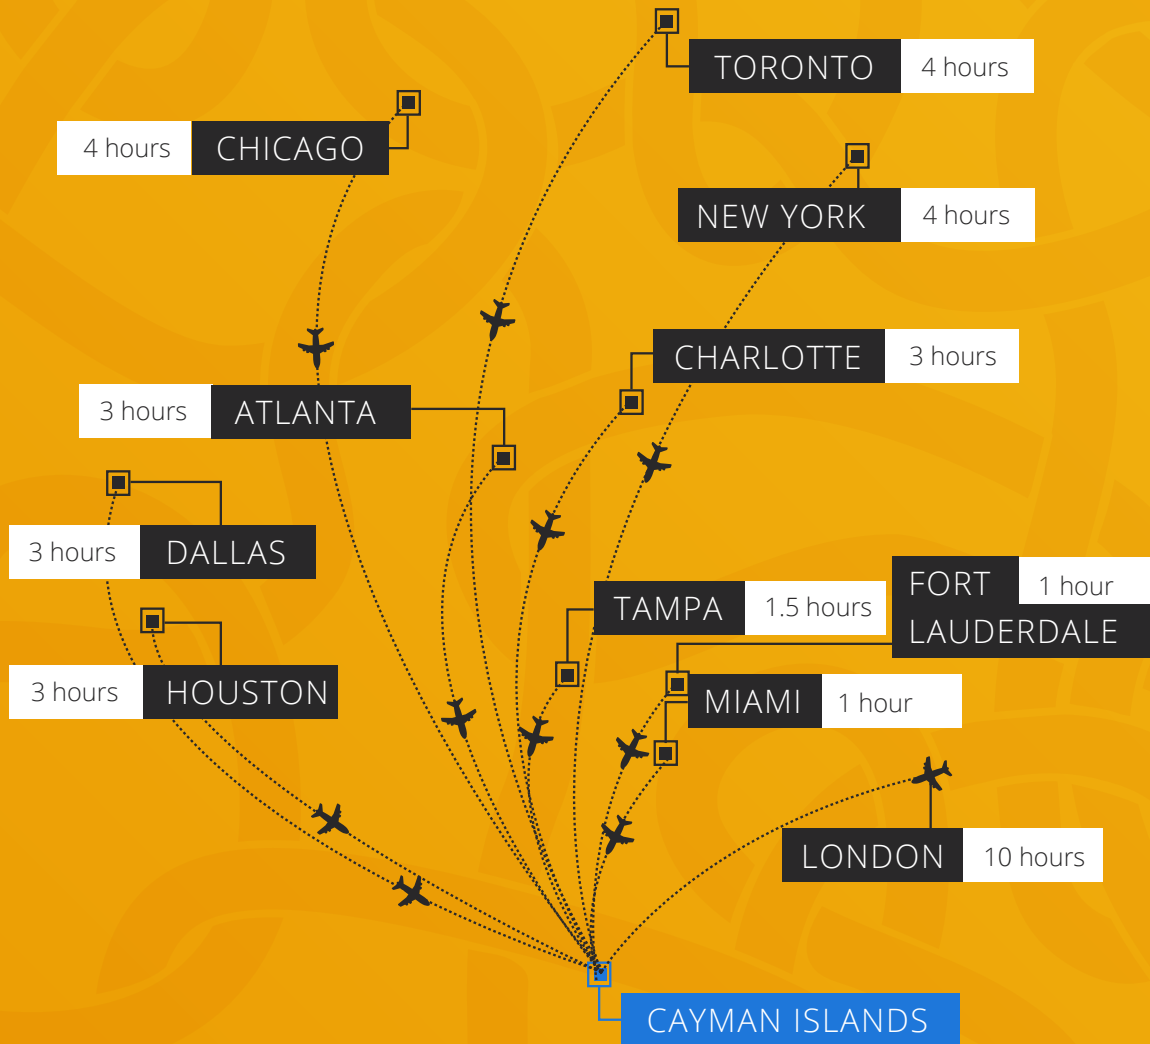 TORONTO 4 hours
4 hours CHICAGO
NEW YORK 4 hours
CHARLOTTE 3 hours
3 hours ATLANTA
3 hours DALLAS
FORT 1 hour
LAUDERDALE
TAMPA 1.5 hours
3 hours HOUSTON
MIAMI 1 hour
LONDON 10 hours
CAYMAN ISLANDS